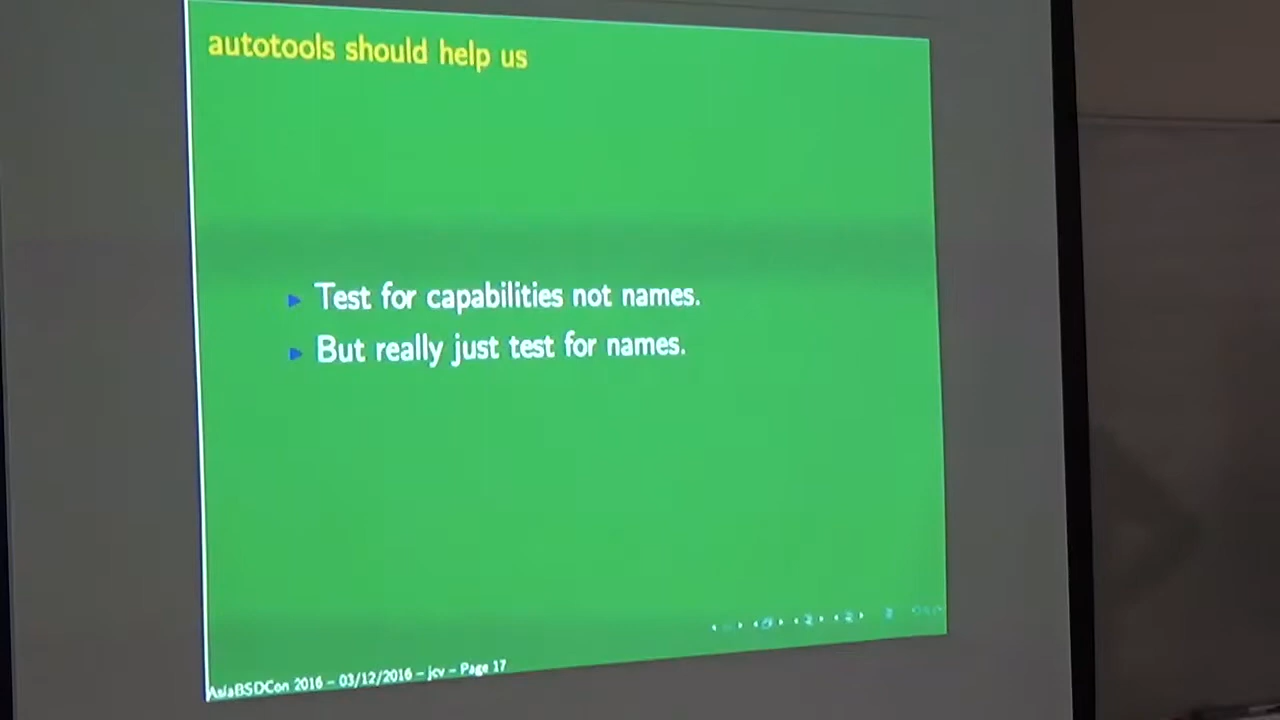 autotools should help us
Test for capabilities not names.
But really just test for names.
AsiaBSDCon 2016 – 03/12/2016 – jcv – Page 17